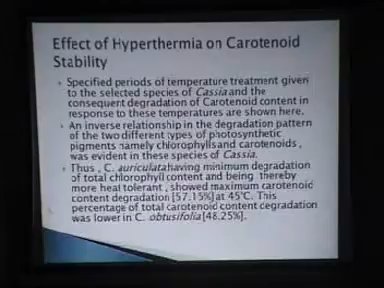 Effect of Hyperthermia on Carotenoid
Stability
Specified periods of temperature treatment given
to the selected species of Cassia and the
consequent degradation of Carotenoid content in
response to these temperatures are shown here.
An inverse relationship in the degradation pattern
of the two different types of photosynthetic
pigments namely chlorophylls and carotenoids ,
was evident in these species of Cassia.
Thus , C. auriculata having minimum degradation
of total chlorophyll content and being thereby
more heat tolerant , showed maximum carotenoid
content degradation [57.15%] at 45°C. This
percentage of total carotenoid content degradation
was lower in C. obtusifolia [48.25%].